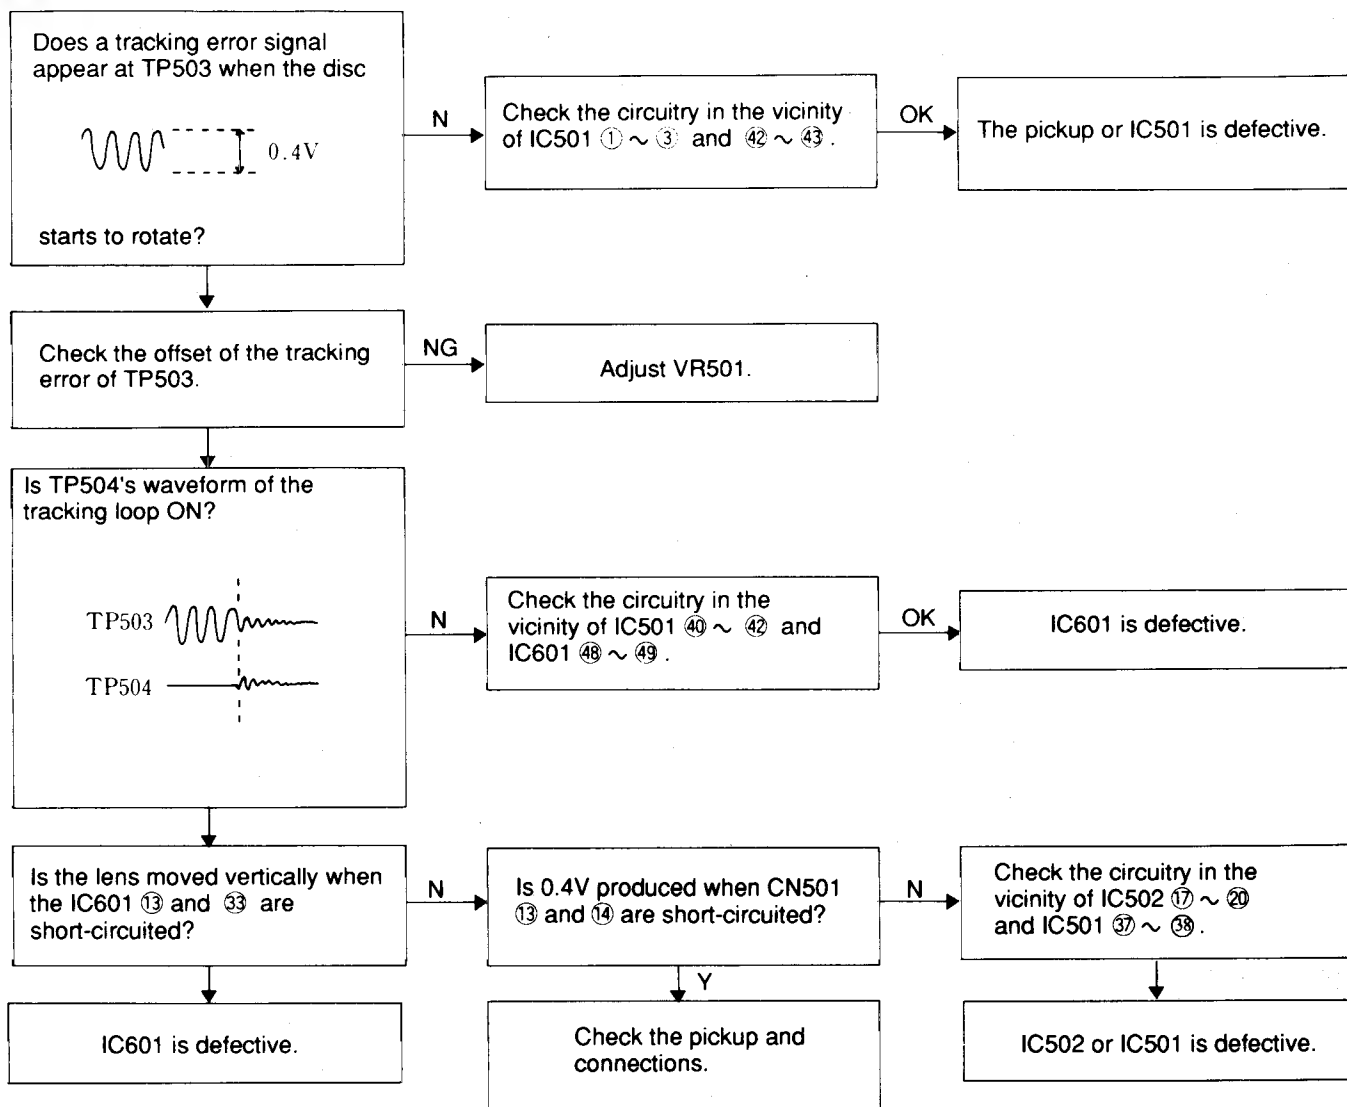 Does a tracking error signal
appear at TP503 when the disc
0.4V
starts to rotate?
N
Check the circuitry in the vicinity
of IC501 ① ~ ③ and ㊷ ~ ㊸.
OK
The pickup or IC501 is defective.
Check the offset of the tracking
error of TP503.
NG
Adjust VR501.
Is TP504's waveform of the
tracking loop ON?
TP503
TP504
N
Check the circuitry in the
vicinity of IC501 ㊵ ~ ㊷ and
IC601 ㊽ ~ ㊾.
OK
IC601 is defective.
Is the lens moved vertically when
the IC601 ⑬ and ㉝ are
short-circuited?
N
Is 0.4V produced when CN501
⑬ and ⑭ are short-circuited?
N
Check the circuitry in the
vicinity of IC502 ⑰ ~ ⑳
and IC501 ㊲ ~ ㊳.
Y
IC601 is defective.
Check the pickup and
connections.
IC502 or IC501 is defective.